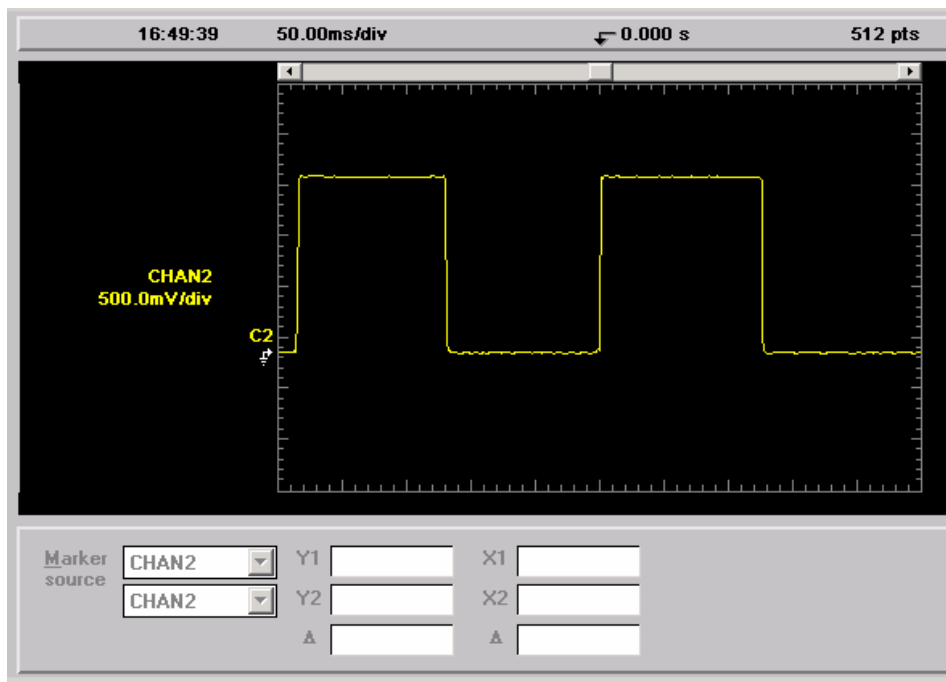 16:49:39 50.00ms/div 0.000 s 512 pts
CHAN2
500.0mV/div
C2
Marker source CHAN2 Y1 X1
CHAN2 Y2 X2
Δ Δ